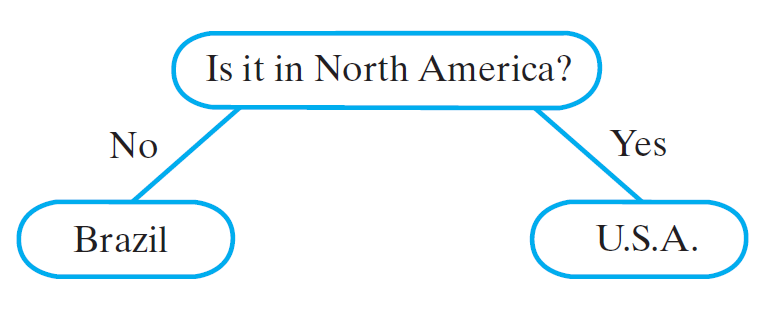 Is it in North America?
No
Yes
Brazil
U.S.A.